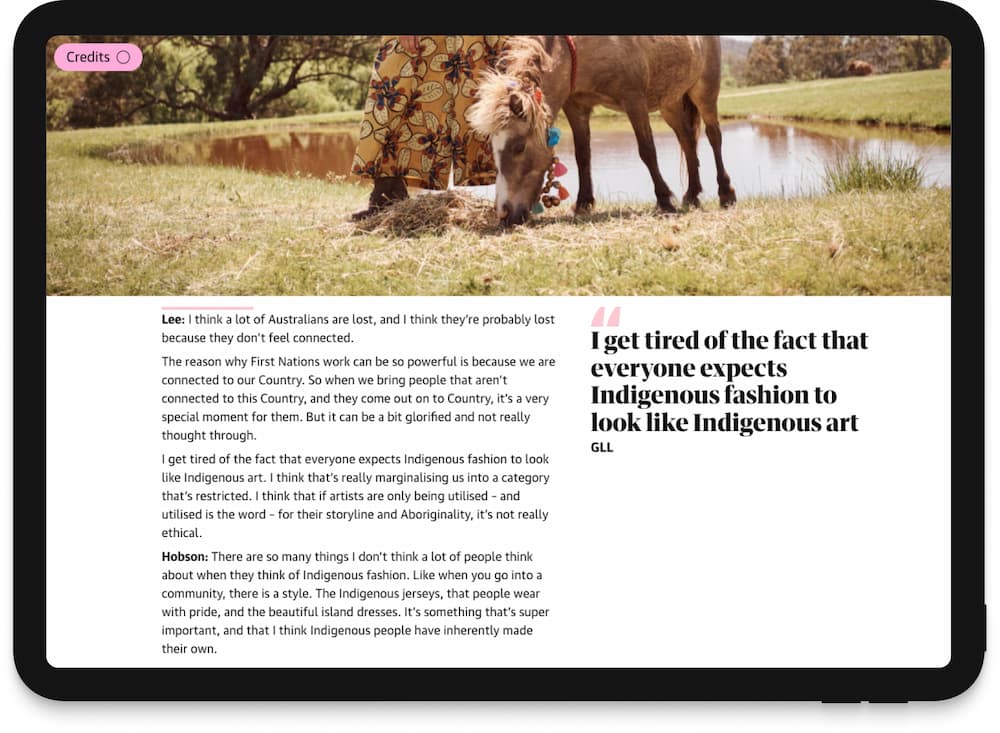 Credits
Lee: I think a lot of Australians are lost, and I think they're probably lost
because they don't feel connected.
The reason why First Nations work can be so powerful is because we are
connected to our Country. So when we bring people that aren't
connected to this Country, and they come out on to Country, it's a very
special moment for them. But it can be a bit glorified and not really
thought through.
I get tired of the fact that everyone expects Indigenous fashion to look
like Indigenous art. I think that's really marginalising us into a category
that's restricted. I think that if artists are only being utilised – and
utilised is the word – for their storyline and Aboriginality, it's not really
ethical.
Hobson: There are so many things I don't think a lot of people think
about when they think of Indigenous fashion. Like when you go into a
community, there is a style. The Indigenous jerseys, that people wear
with pride, and the beautiful island dresses. It's something that's super
important, and that I think Indigenous people have inherently made
their own.
“
I get tired of the fact that
everyone expects
Indigenous fashion to
look like Indigenous art
GLL